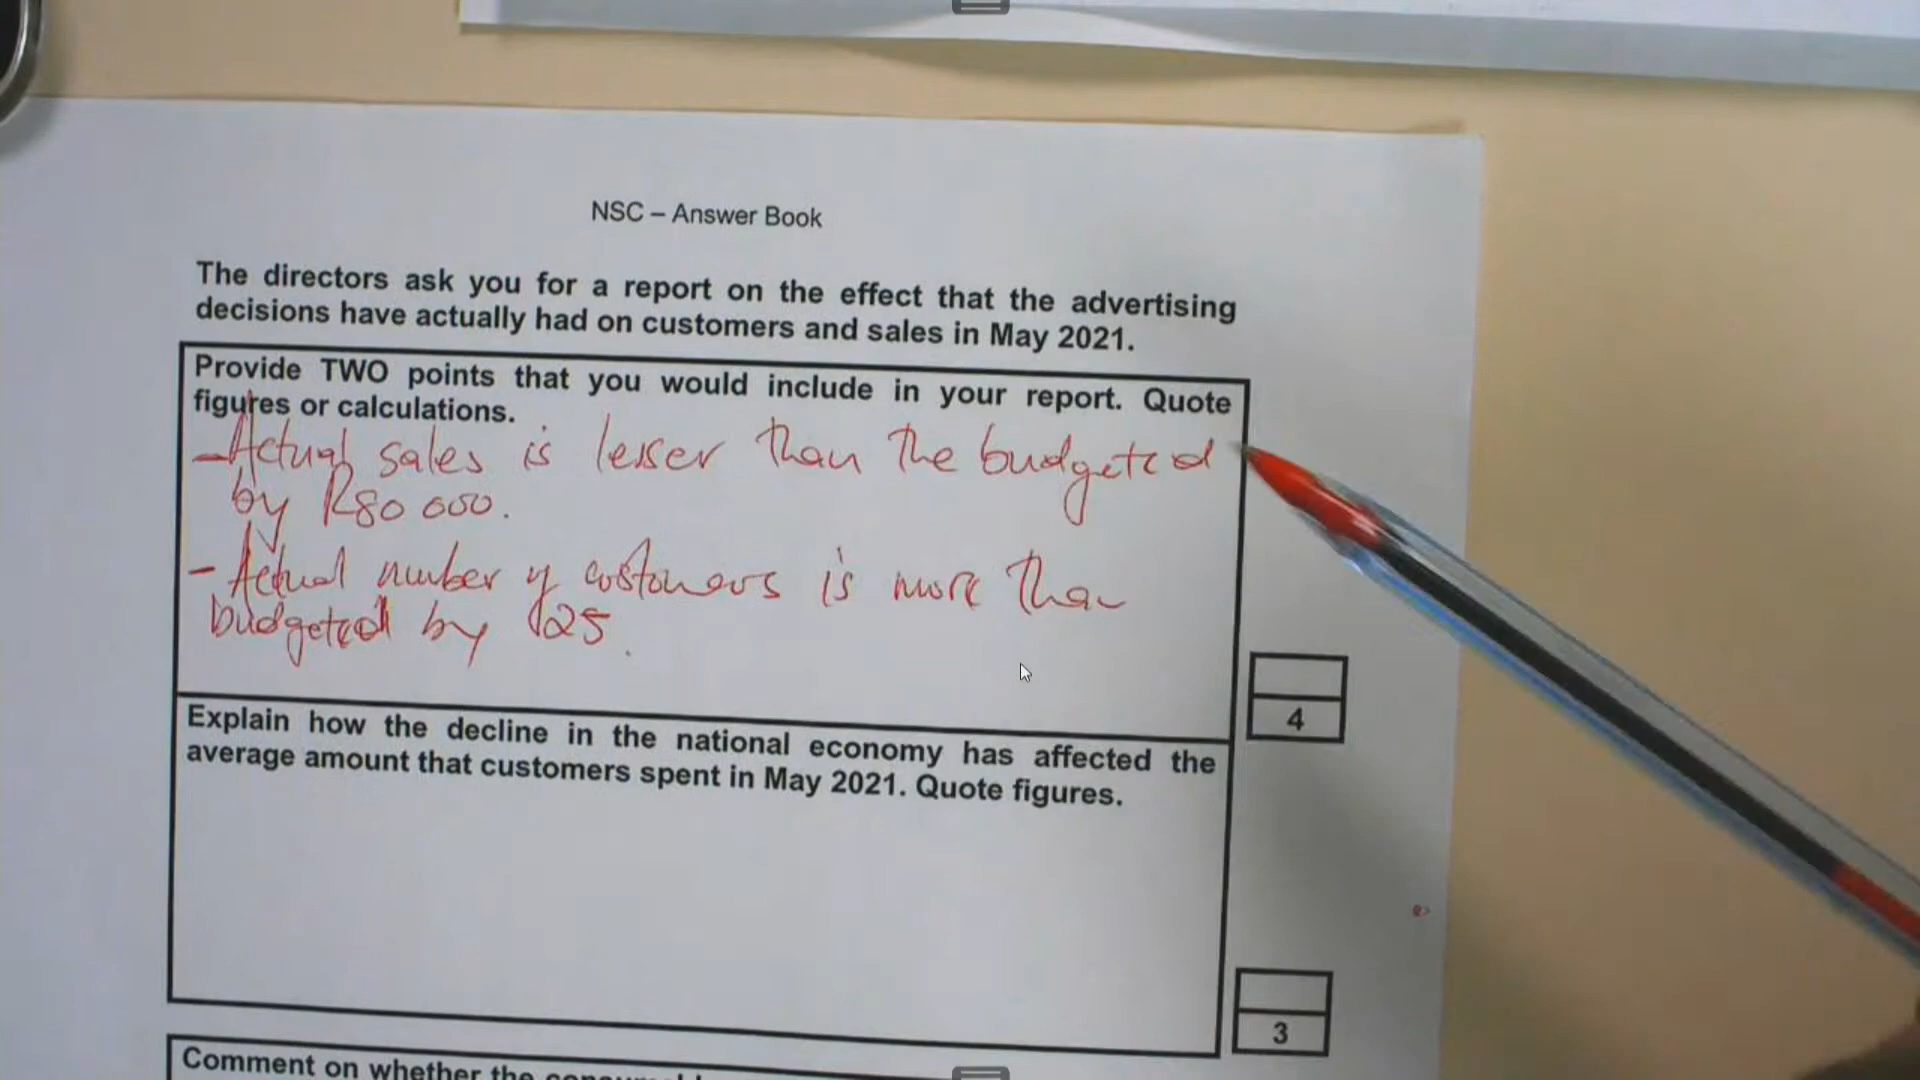 NSC – Answer Book
The directors ask you for a report on the effect that the advertising
decisions have actually had on customers and sales in May 2021.
Provide TWO points that you would include in your report. Quote
figures or calculations.
- Actual sales is lesser than the budgeted
by R80 000.
- Actual number of customers is more than
budgeted by 125.
4
Explain how the decline in the national economy has affected the
average amount that customers spent in May 2021. Quote figures.
3
Comment on whether the